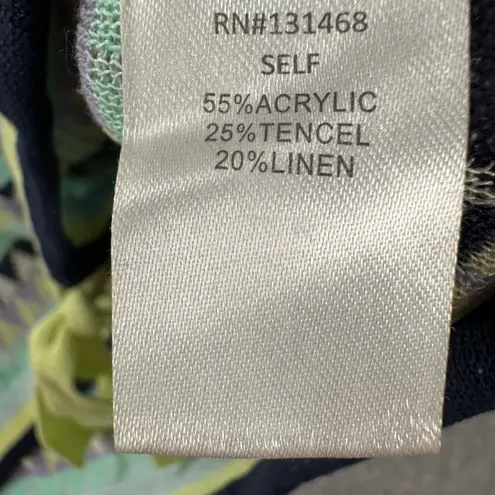 RN#131468
SELF
55%ACRYLIC
25%TENCEL
20%LINEN